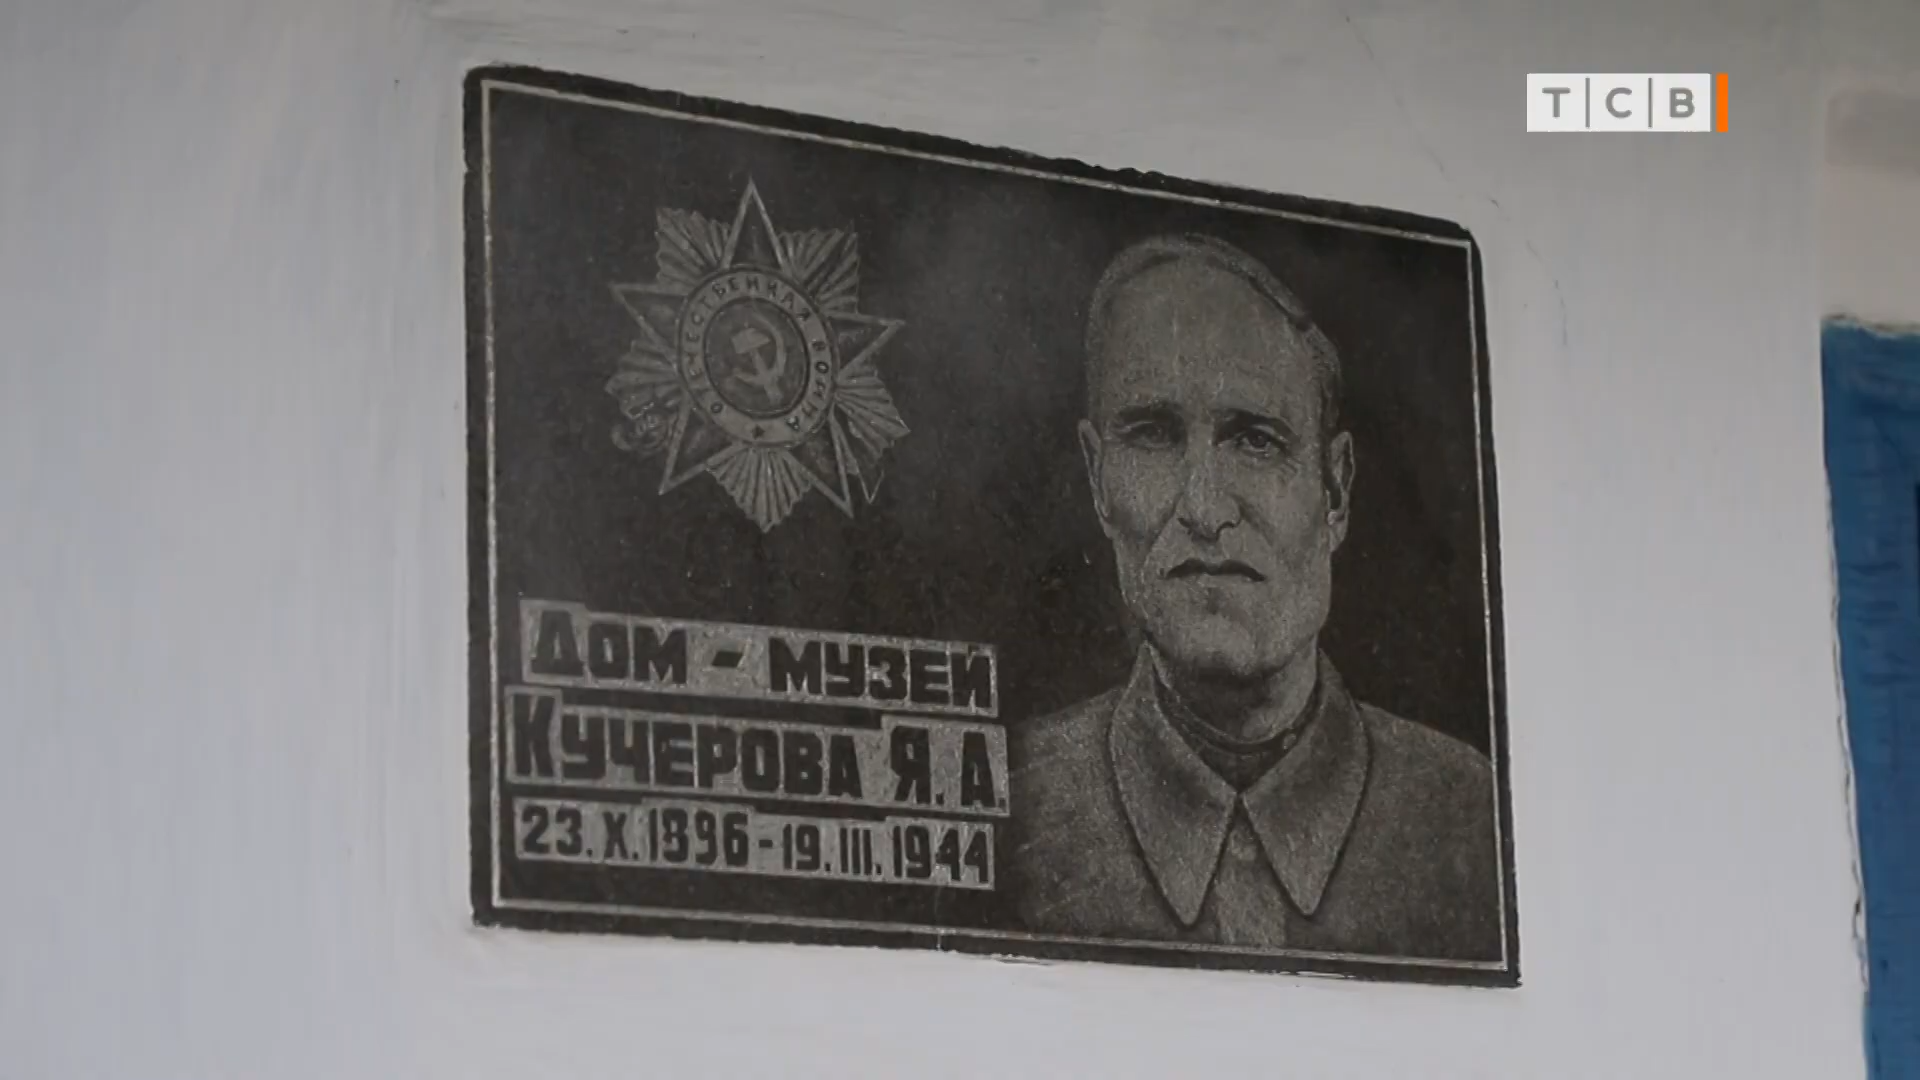 ТСВ
ОТЕЧЕСТВЕННАЯ ВОЙНА
ДОМ - МУЗЕЙ
КУЧЕРОВА Я. А.
23. X. 1896 - 19. III. 1944